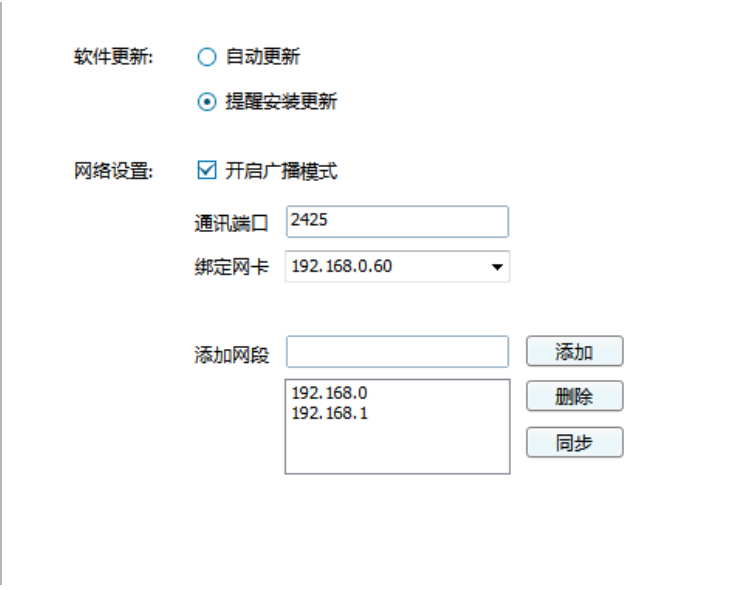 软件更新: 自动更新
提醒安装更新
网络设置: 开启广播模式
通讯端口 2425
绑定网卡 192.168.0.60
添加网段 添加
192.168.0 删除
192.168.1
同步